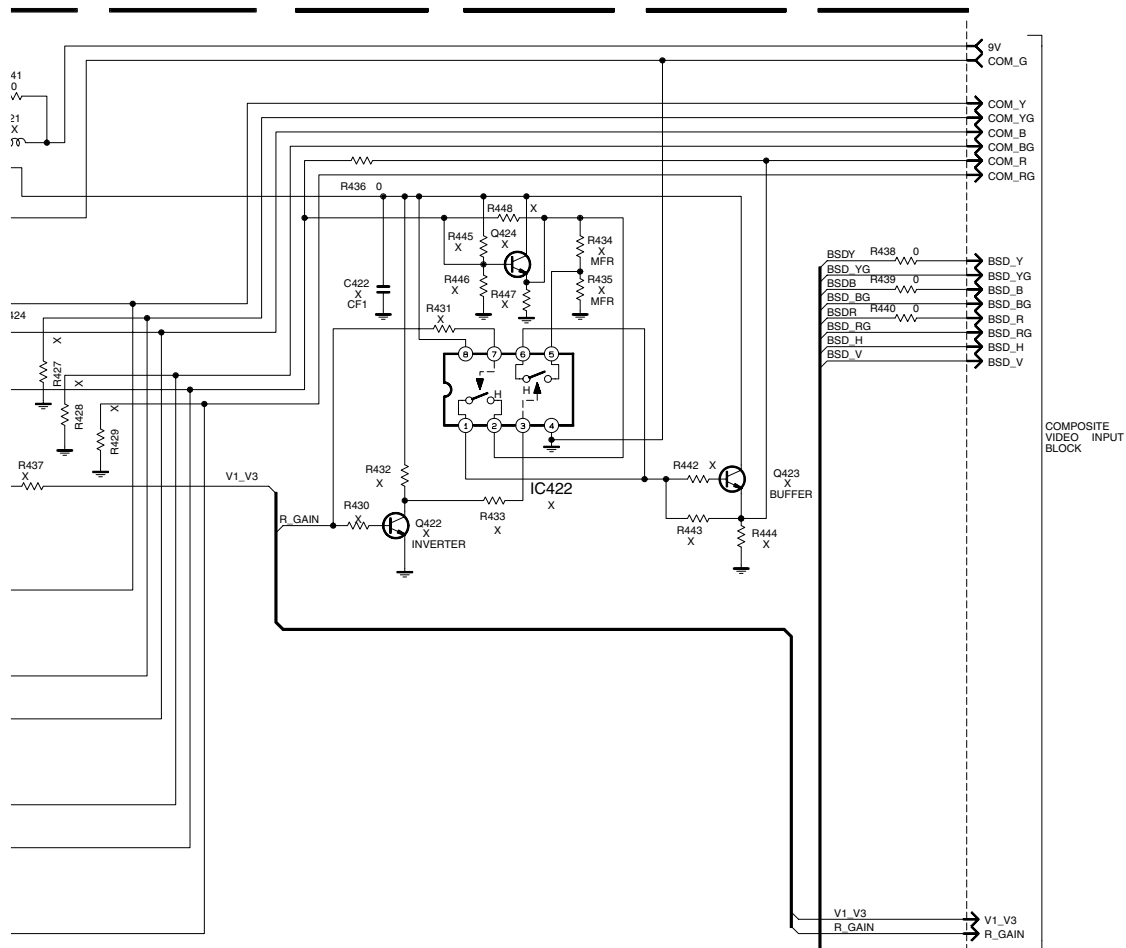 9V
COM_G
41
0
21
X
COM_Y
COM_YG
COM_B
COM_BG
COM_R
COM_RG
R436 0
R448 X
R445
X
Q424
X
R434
X
MFR
R446
X
R447
X
R435
X
MFR
C422
X
CF1
R431
X
BSDY R438 0
BSD_YG
BSDB R439 0
BSD_BG
BSDR R440 0
BSD_RG
BSD_H
BSD_V
BSD_Y
BSD_YG
BSD_B
BSD_BG
BSD_R
BSD_RG
BSD_H
BSD_V
424
R427 X
R428 X
R429 X
8 7 6 5
H H
1 2 3 4
IC422
X
COMPOSITE
VIDEO INPUT
BLOCK
R437
X
V1_V3
R432
X
R442 X
Q423
X
BUFFER
R_GAIN
R430
X
Q422
X
INVERTER
R433
X
R443
X
R444
X
V1_V3
R_GAIN
V1_V3
R_GAIN